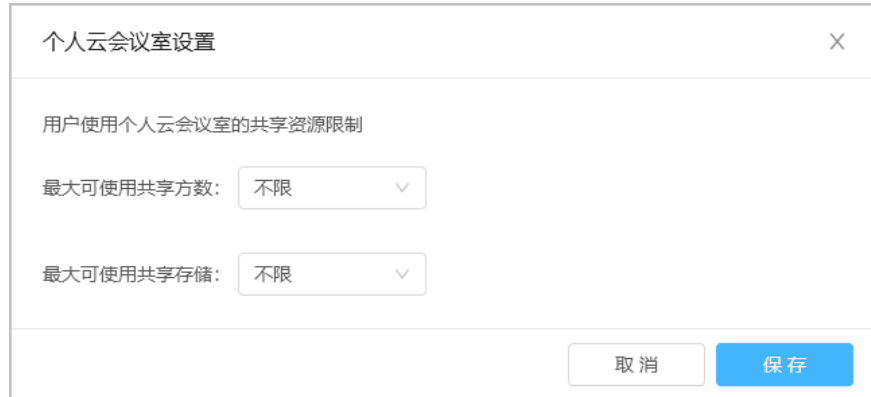 个人云会议室设置
用户使用个人云会议室的共享资源限制
最大可使用共享方数： 不限
最大可使用共享存储： 不限
取 消 保 存